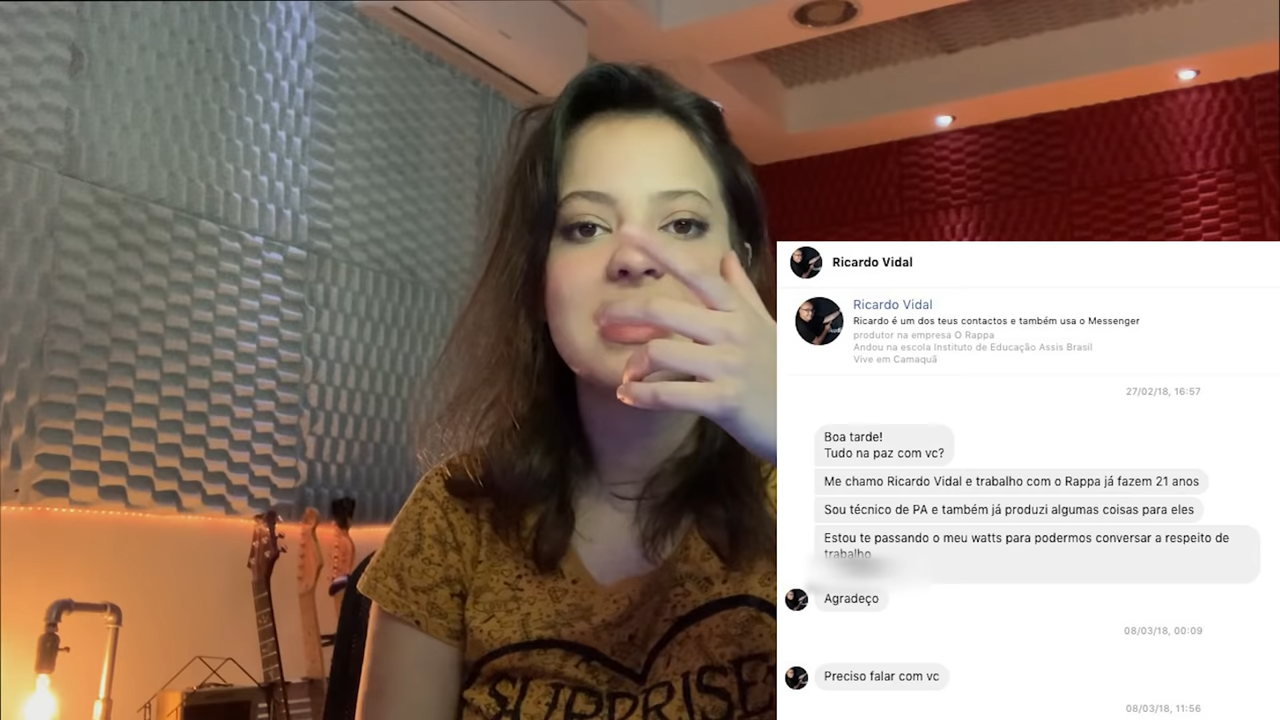 Ricardo Vidal
Ricardo Vidal
Ricardo é um dos teus contactos e também usa o Messenger
produtor na empresa O Rappa
Andou na escola Instituto de Educação Assis Brasil
Vive em Camaquã
27/02/18, 16:57
Boa tarde!
Tudo na paz com vc?
Me chamo Ricardo Vidal e trabalho com o Rappa já fazem 21 anos
Sou técnico de PA e também já produzi algumas coisas para eles
Estou te passando o meu watts para podermos conversar a respeito de
trabalho
Agradeço
08/03/18, 00:09
Preciso falar com vc
08/03/18, 11:56
SURPRISE